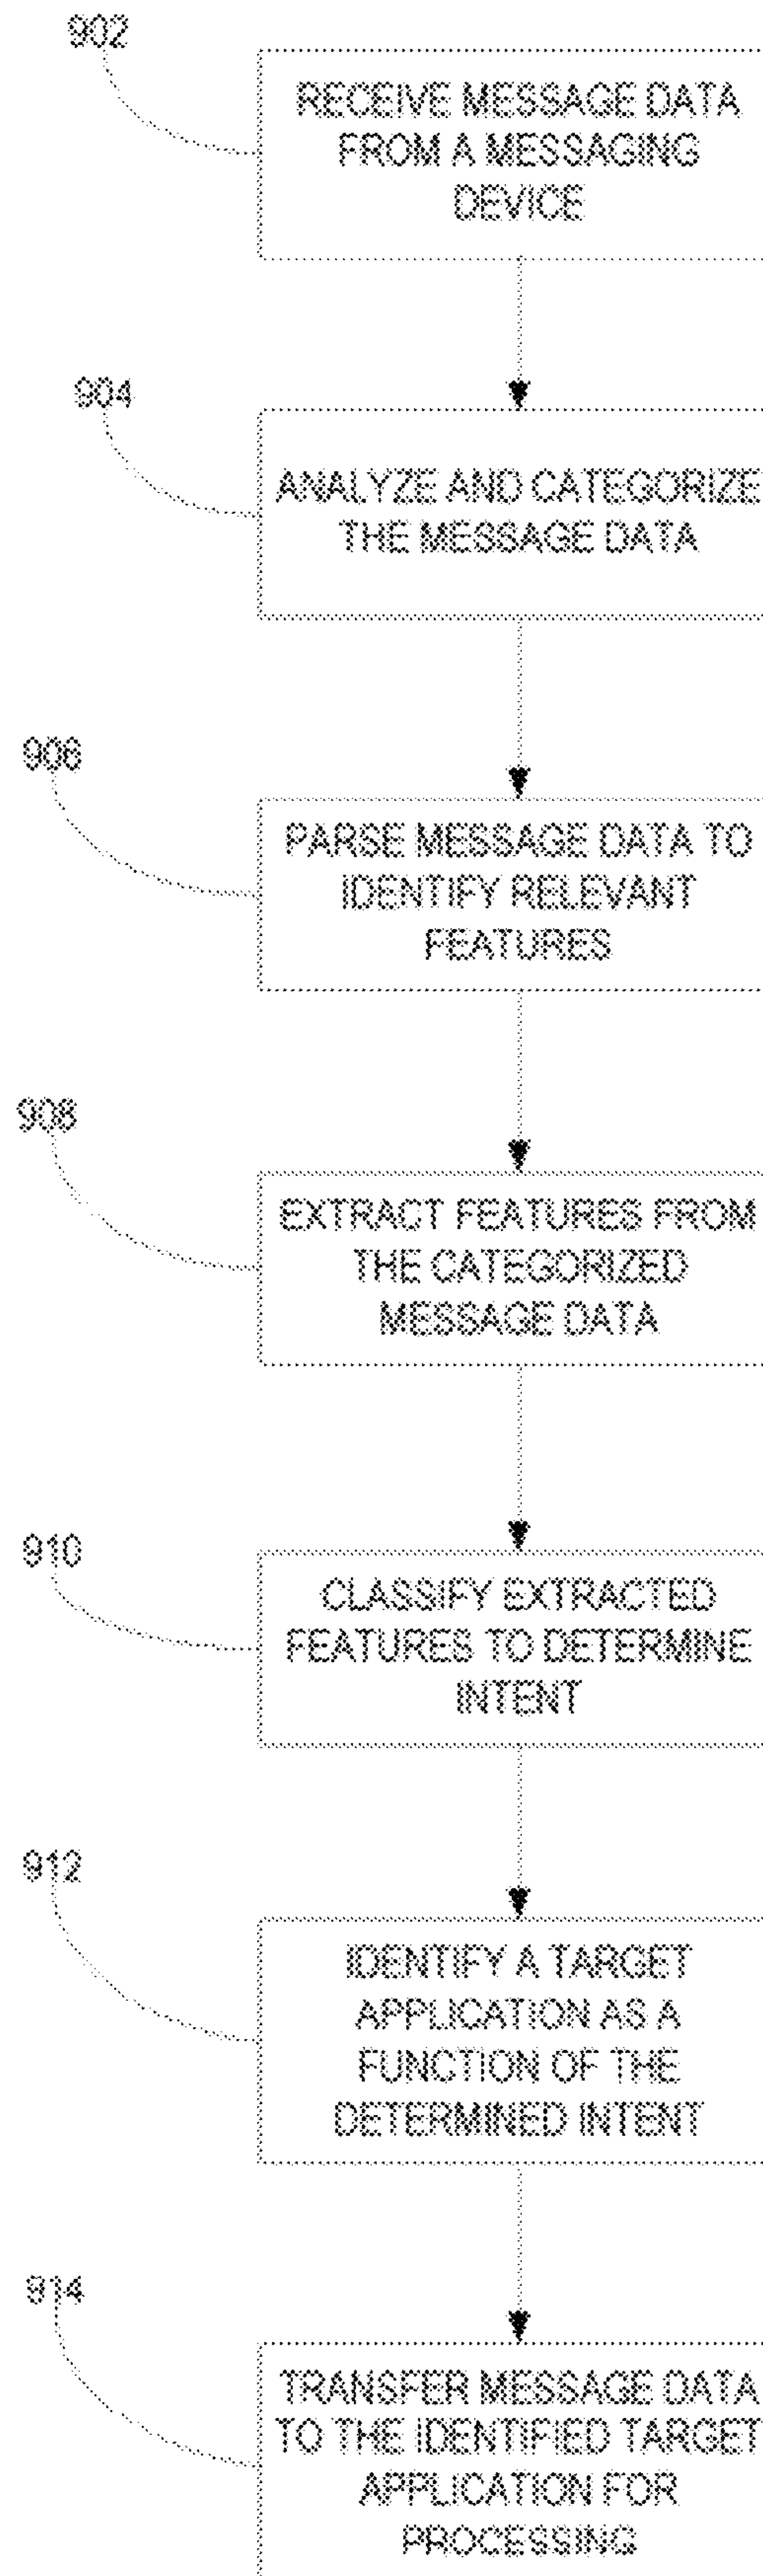 902
RECEIVE MESSAGE DATA
FROM A MESSAGING
DEVICE
904
ANALYZE AND CATEGORIZE
THE MESSAGE DATA
906
PARSE MESSAGE DATA TO
IDENTIFY RELEVANT
FEATURES
908
EXTRACT FEATURES FROM
THE CATEGORIZED
MESSAGE DATA
910
CLASSIFY EXTRACTED
FEATURES TO DETERMINE
INTENT
912
IDENTIFY A TARGET
APPLICATION AS A
FUNCTION OF THE
DETERMINED INTENT
914
TRANSFER MESSAGE DATA
TO THE IDENTIFIED TARGET
APPLICATION FOR
PROCESSING